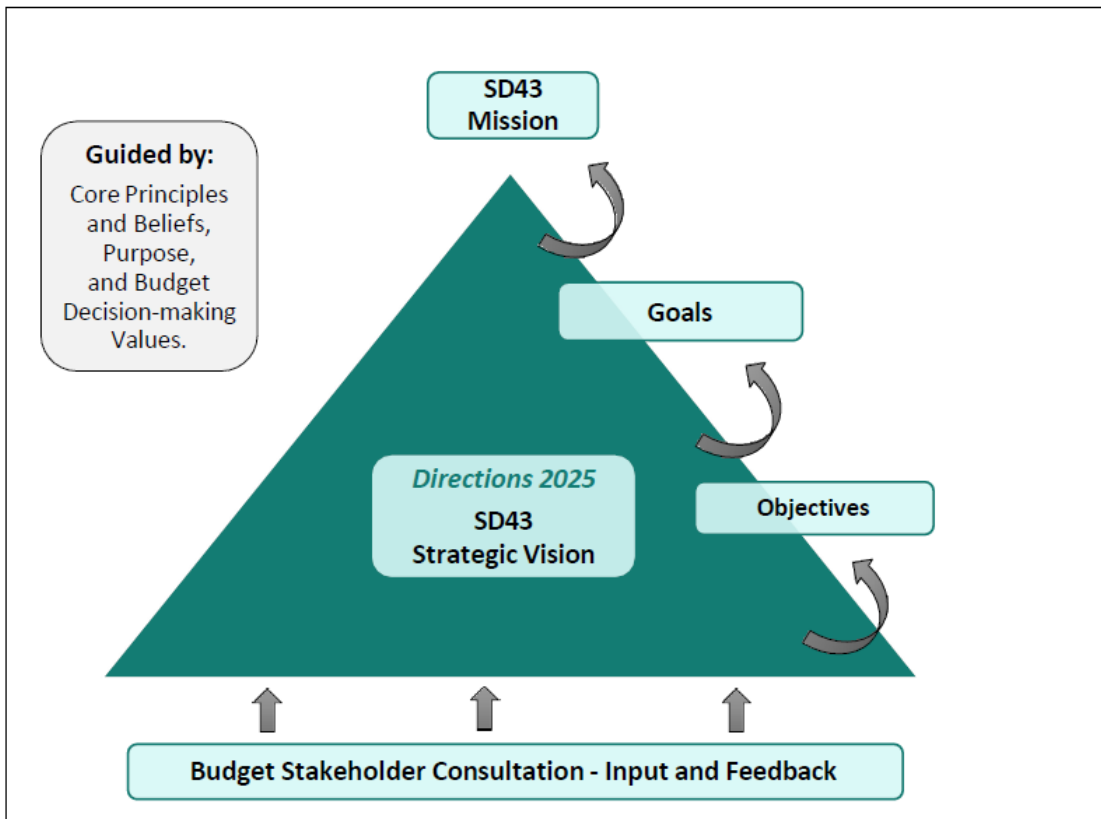 SD43
Mission
Guided by:
Core Principles
and Beliefs,
Purpose,
and Budget
Decision-making
Values.
Goals
Directions 2025
SD43
Strategic Vision
Objectives
Budget Stakeholder Consultation - Input and Feedback